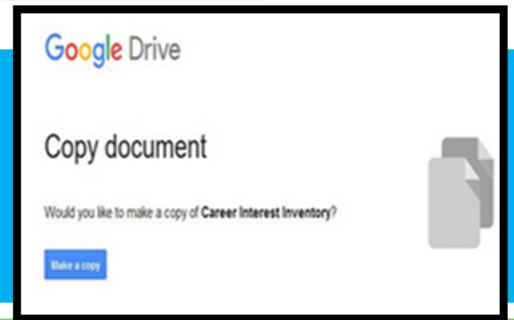 Google Drive
Copy document
Would you like to make a copy of Career Interest Inventory?
Make a copy